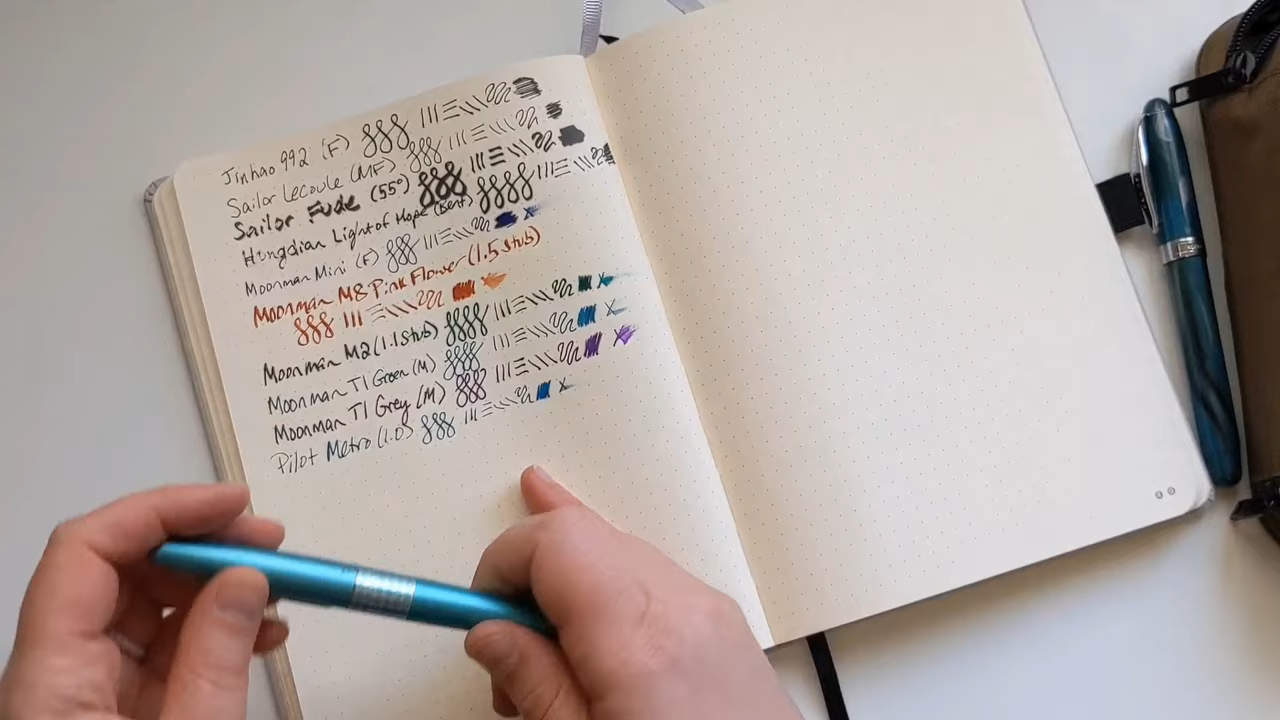 Jinhao 992 (F)
Sailor Lecoule (MF)
Sailor Fude (55°)
Hongdian Light of Hope (Bent)
Moonman Mini (F)
Moonman M8 Pink Flower (1.5 stub)
Moonman M2 (1.1 Stub)
Moonman T1 Green (M)
Moonman T1 Grey (M)
Pilot Metro (1.0)